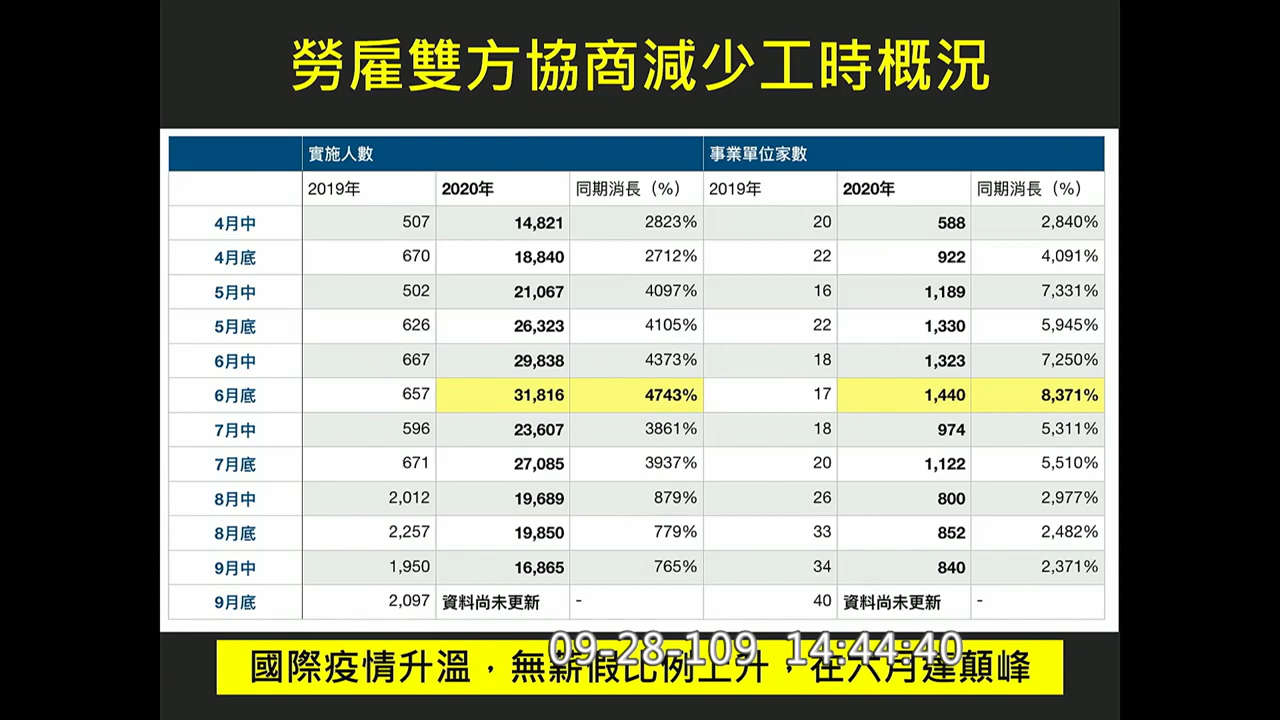 勞雇雙方協商減少工時概況
實施人數 事業單位家數
2019年 2020年 同期消長（%） 2019年 2020年 同期消長（%）
4月中 507 14,821 2823% 20 588 2,840%
4月底 670 18,840 2712% 22 922 4,091%
5月中 502 21,067 4097% 16 1,189 7,331%
5月底 626 26,323 4105% 22 1,330 5,945%
6月中 667 29,838 4373% 18 1,323 7,250%
6月底 657 31,816 4743% 17 1,440 8,371%
7月中 596 23,607 3861% 18 974 5,311%
7月底 671 27,085 3937% 20 1,122 5,510%
8月中 2,012 19,689 879% 26 800 2,977%
8月底 2,257 19,850 779% 33 852 2,482%
9月中 1,950 16,865 765% 34 840 2,371%
9月底 2,097 資料尚未更新 - 40 資料尚未更新 -
09-28-109 14:44:40
國際疫情升溫，無薪假比例上升，在六月達顛峰